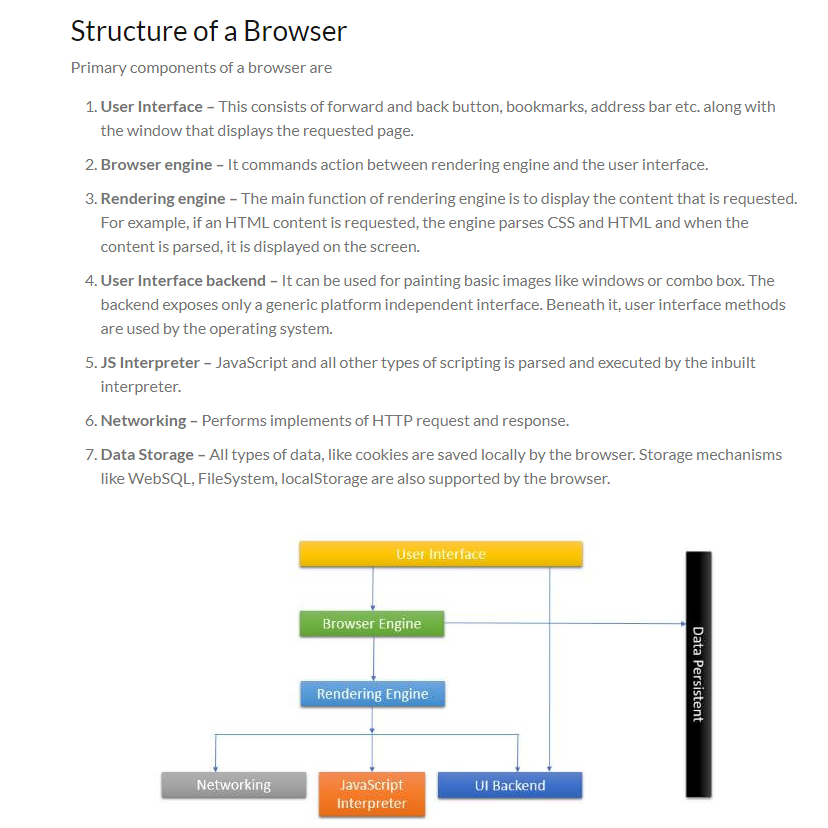 Structure of a Browser
Primary components of a browser are
1. User Interface – This consists of forward and back button, bookmarks, address bar etc. along with
the window that displays the requested page.
2. Browser engine – It commands action between rendering engine and the user interface.
3. Rendering engine – The main function of rendering engine is to display the content that is requested.
For example, if an HTML content is requested, the engine parses CSS and HTML and when the
content is parsed, it is displayed on the screen.
4. User Interface backend – It can be used for painting basic images like windows or combo box. The
backend exposes only a generic platform independent interface. Beneath it, user interface methods
are used by the operating system.
5. JS Interpreter – JavaScript and all other types of scripting is parsed and executed by the inbuilt
interpreter.
6. Networking – Performs implements of HTTP request and response.
7. Data Storage – All types of data, like cookies are saved locally by the browser. Storage mechanisms
like WebSQL, FileSystem, localStorage are also supported by the browser.
User Interface
Browser Engine
Data Persistent
Rendering Engine
Networking
JavaScript
Interpreter
UI Backend